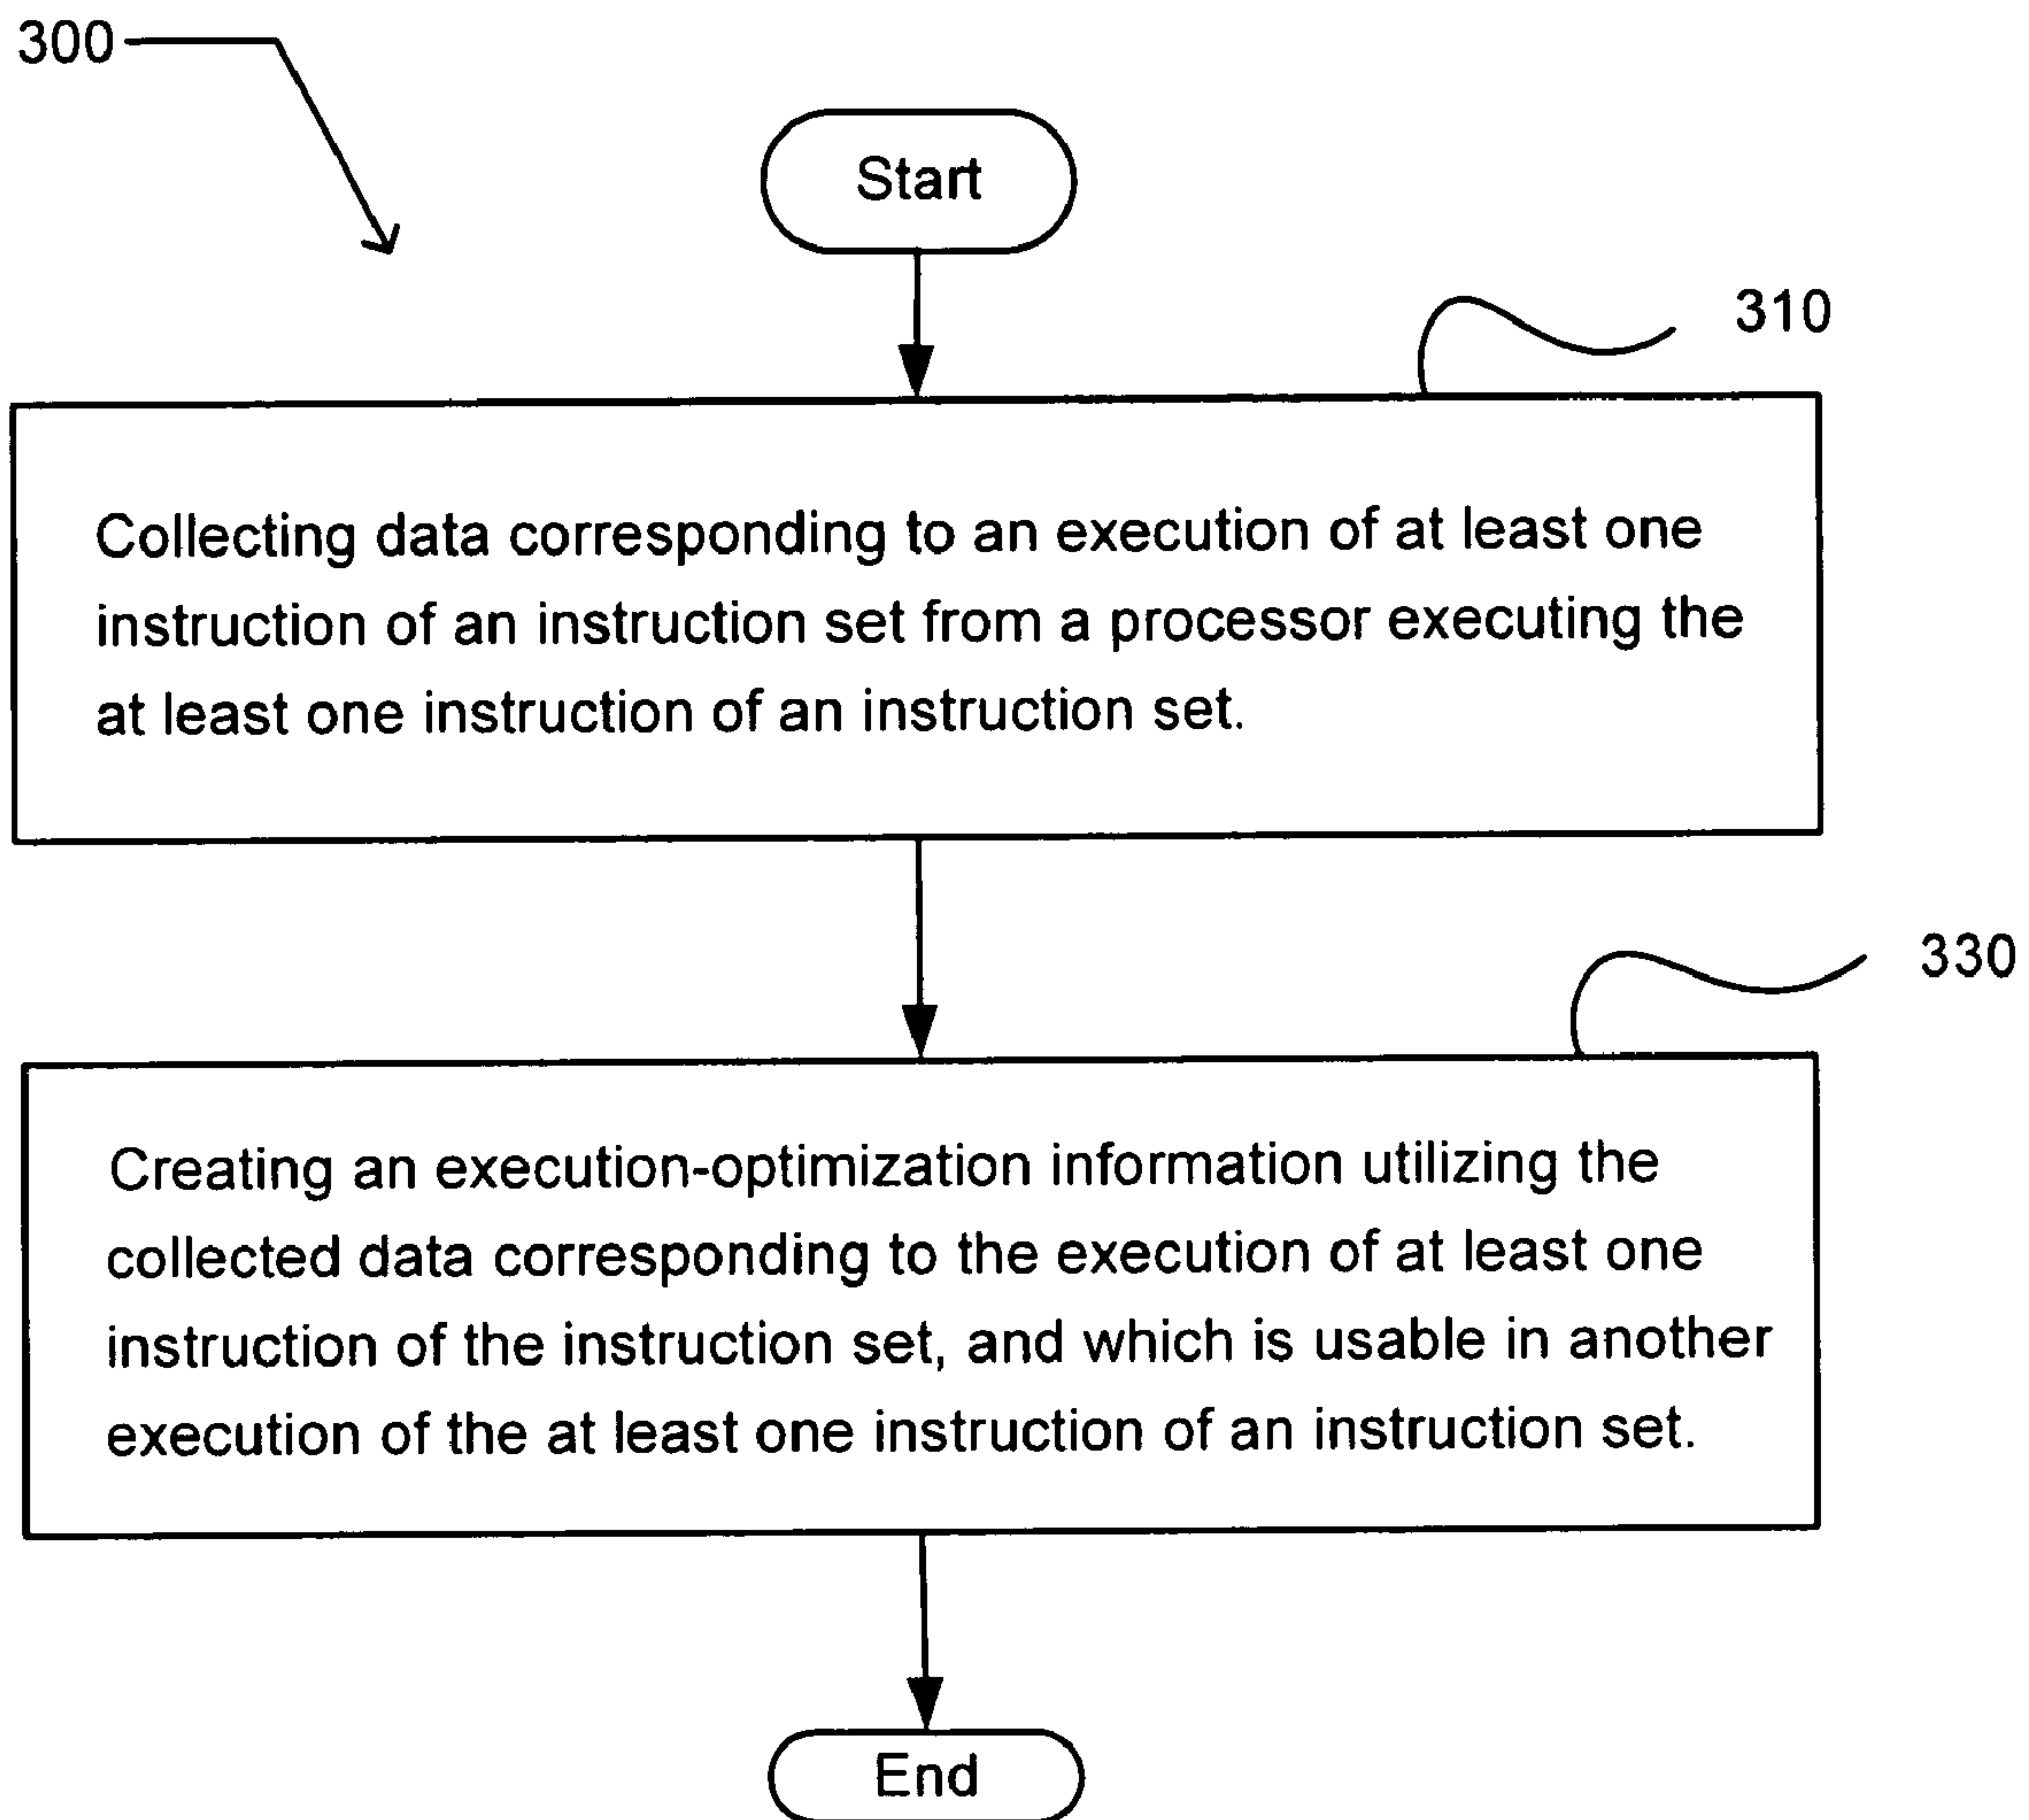 300
Start
310
Collecting data corresponding to an execution of at least one
instruction of an instruction set from a processor executing the
at least one instruction of an instruction set.
330
Creating an execution-optimization information utilizing the
collected data corresponding to the execution of at least one
instruction of the instruction set, and which is usable in another
execution of the at least one instruction of an instruction set.
End